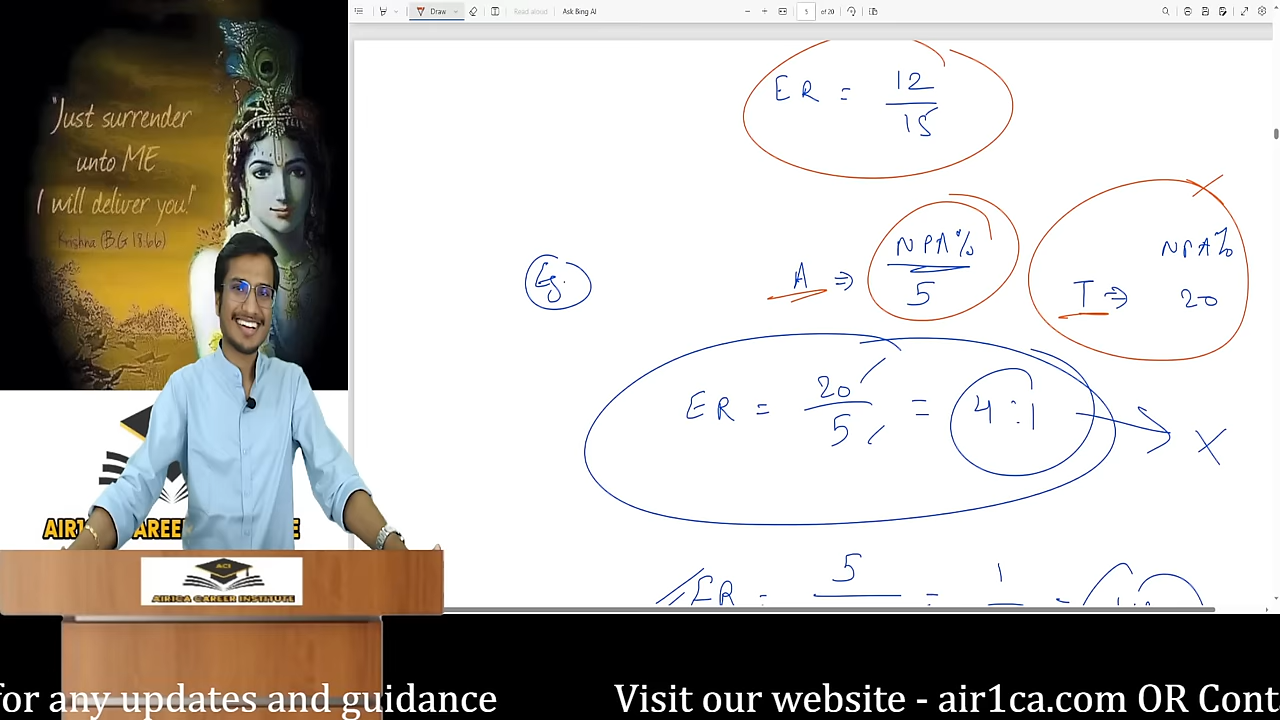 "Just surrender
unto ME
I will deliver you!"
Krishna (B.G 18:66)
Draw
Read aloud
Ask Bing AI
5
of 20
ER = 12
15
Eg.
A ⇒ NPA%
5
NPA%
T ⇒ 20
ER = 20
5
= 4:1
X
ER = 5
= 1
ACI
AIR1CA CAREER INSTITUTE
for any updates and guidance
Visit our website - air1ca.com OR Cont